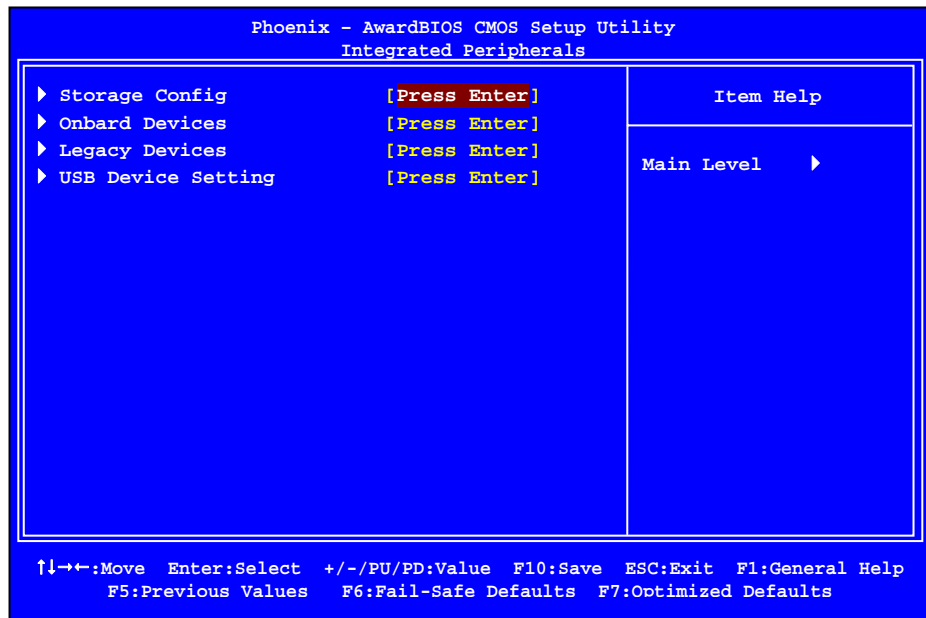 Phoenix – AwardBIOS CMOS Setup Utility
Integrated Peripherals
Storage Config [Press Enter]
Onbard Devices [Press Enter]
Legacy Devices [Press Enter]
USB Device Setting [Press Enter]
Item Help
Main Level
↑↓→←:Move Enter:Select +/-/PU/PD:Value F10:Save ESC:Exit F1:General Help
F5:Previous Values F6:Fail-Safe Defaults F7:Optimized Defaults